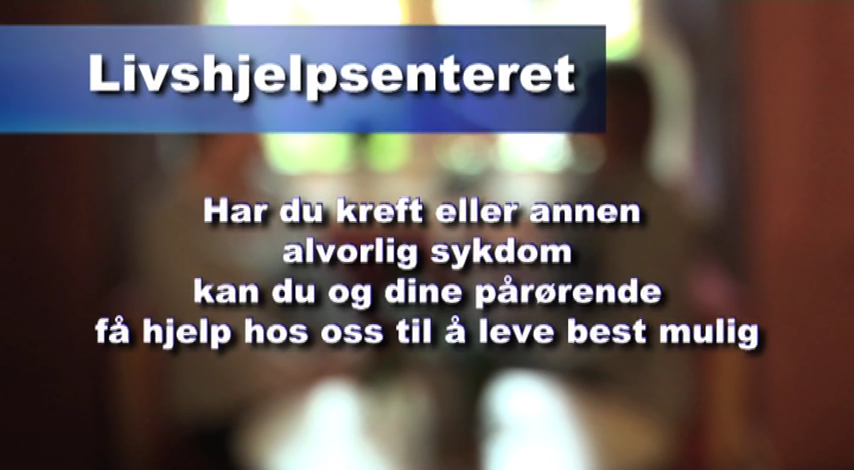 Livshjelpsenteret
Har du kreft eller annen
alvorlig sykdom
kan du og dine pårørende
få hjelp hos oss til å leve best mulig